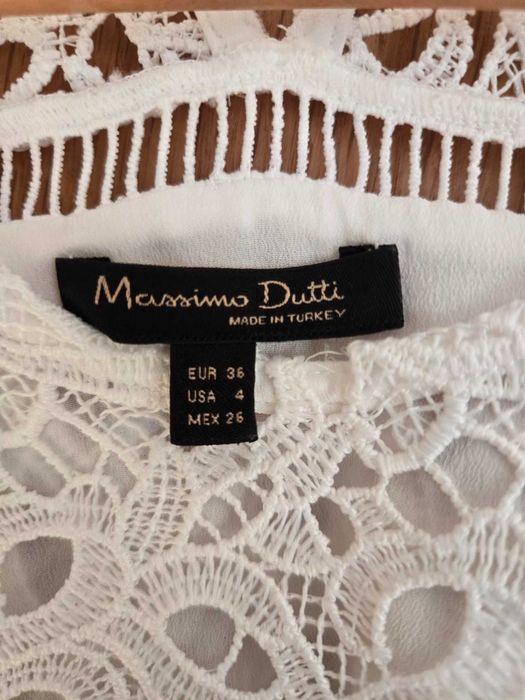 Massimo Dutti
MADE IN TURKEY
EUR 36
USA 4
MEX 26